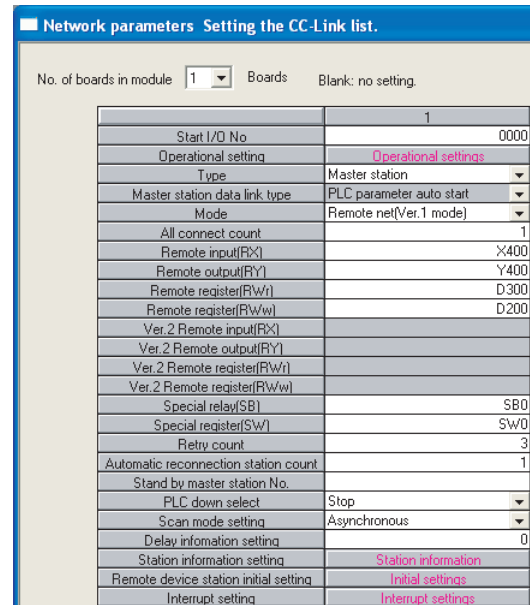 Network parameters Setting the CC-Link list.
No. of boards in module 1 Boards Blank: no setting.
1
Start I/O No 0000
Operational setting Operational settings
Type Master station
Master station data link type PLC parameter auto start
Mode Remote net(Ver.1 mode)
All connect count 1
Remote input(RX) X400
Remote output(RY) Y400
Remote register(RWr) D300
Remote register(RWw) D200
Ver.2 Remote input(RX)
Ver.2 Remote output(RY)
Ver.2 Remote register(RWr)
Ver.2 Remote register(RWw)
Special relay(SB) SB0
Special register(SW) SW0
Retry count 3
Automatic reconnection station count 1
Stand by master station No.
PLC down select Stop
Scan mode setting Asynchronous
Delay infomation setting 0
Station information setting Station information
Remote device station initial setting Initial settings
Interrupt setting Interrupt settings